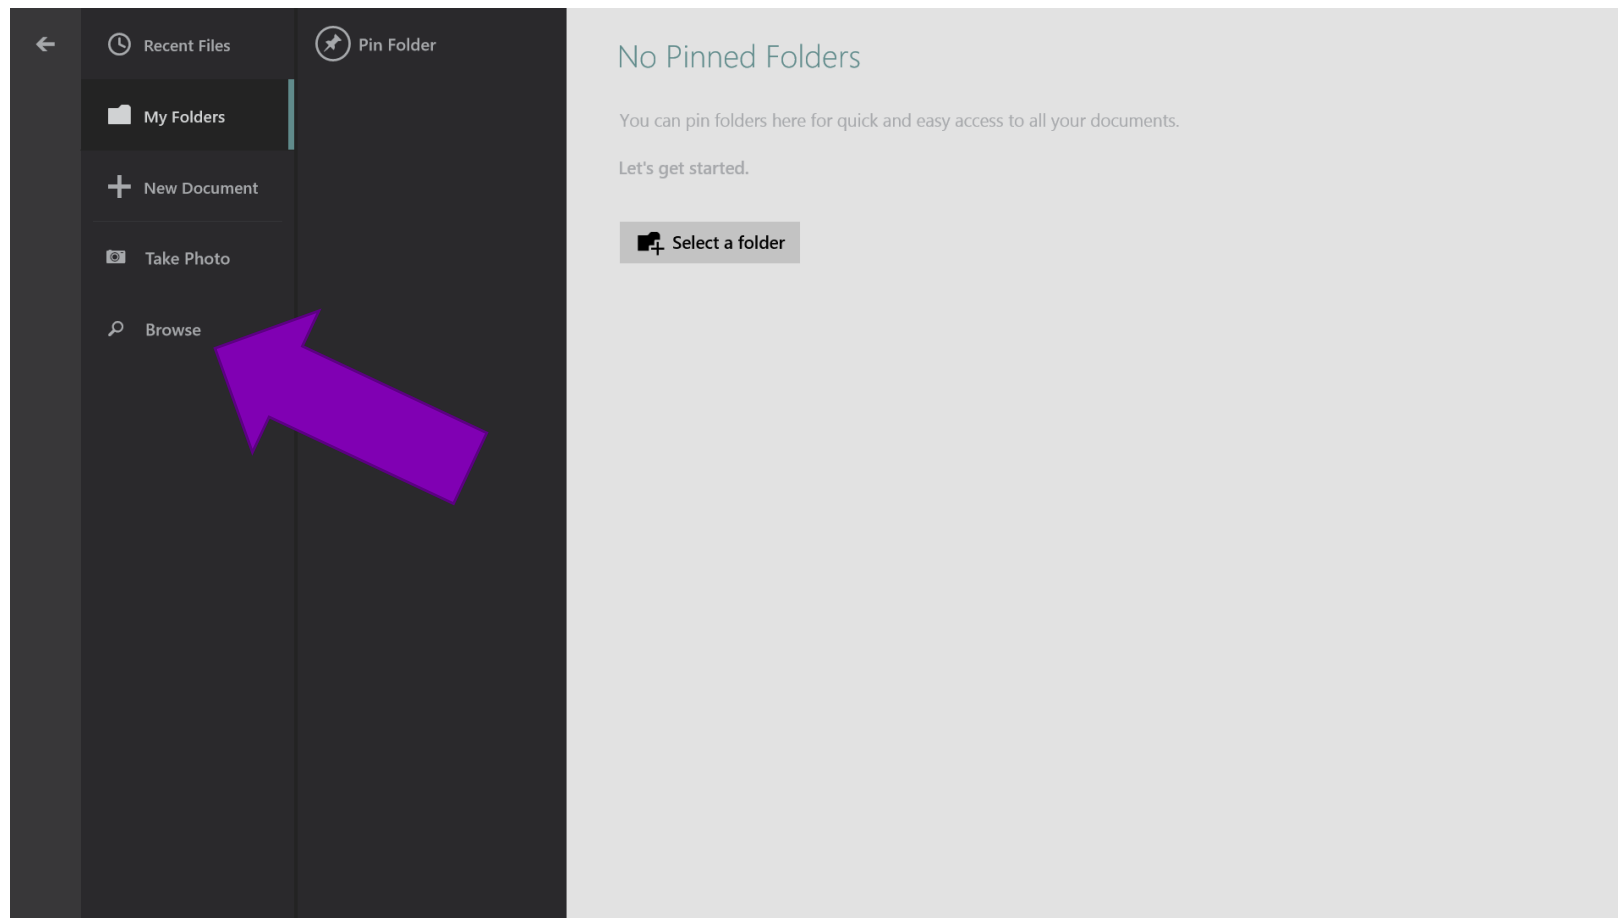 Recent Files
My Folders
New Document
Take Photo
Browse
Pin Folder
No Pinned Folders
You can pin folders here for quick and easy access to all your documents.
Let's get started.
Select a folder